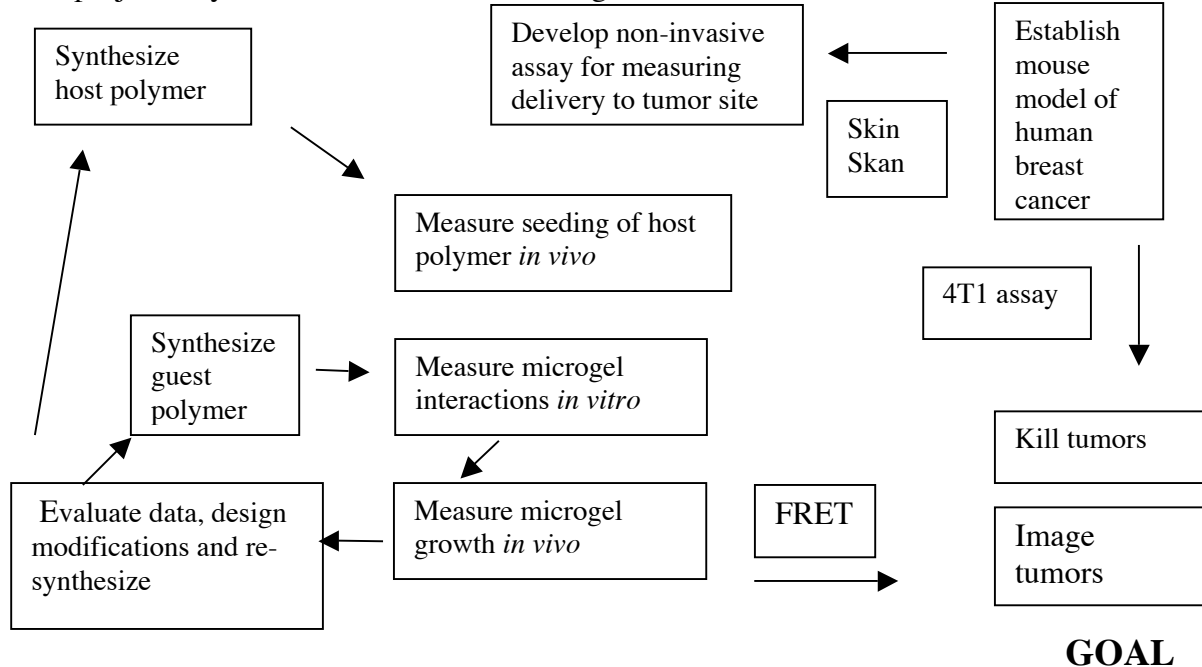 Synthesize
host polymer
Develop non-invasive
assay for measuring
delivery to tumor site
Establish
mouse
model of
human
breast
cancer
Skin
Skan
Measure seeding of host
polymer in vivo
4T1 assay
Synthesize
guest
polymer
Measure microgel
interactions in vitro
Kill tumors
Evaluate data, design
modifications and re-
synthesize
Measure microgel
growth in vivo
FRET
Image
tumors
GOAL